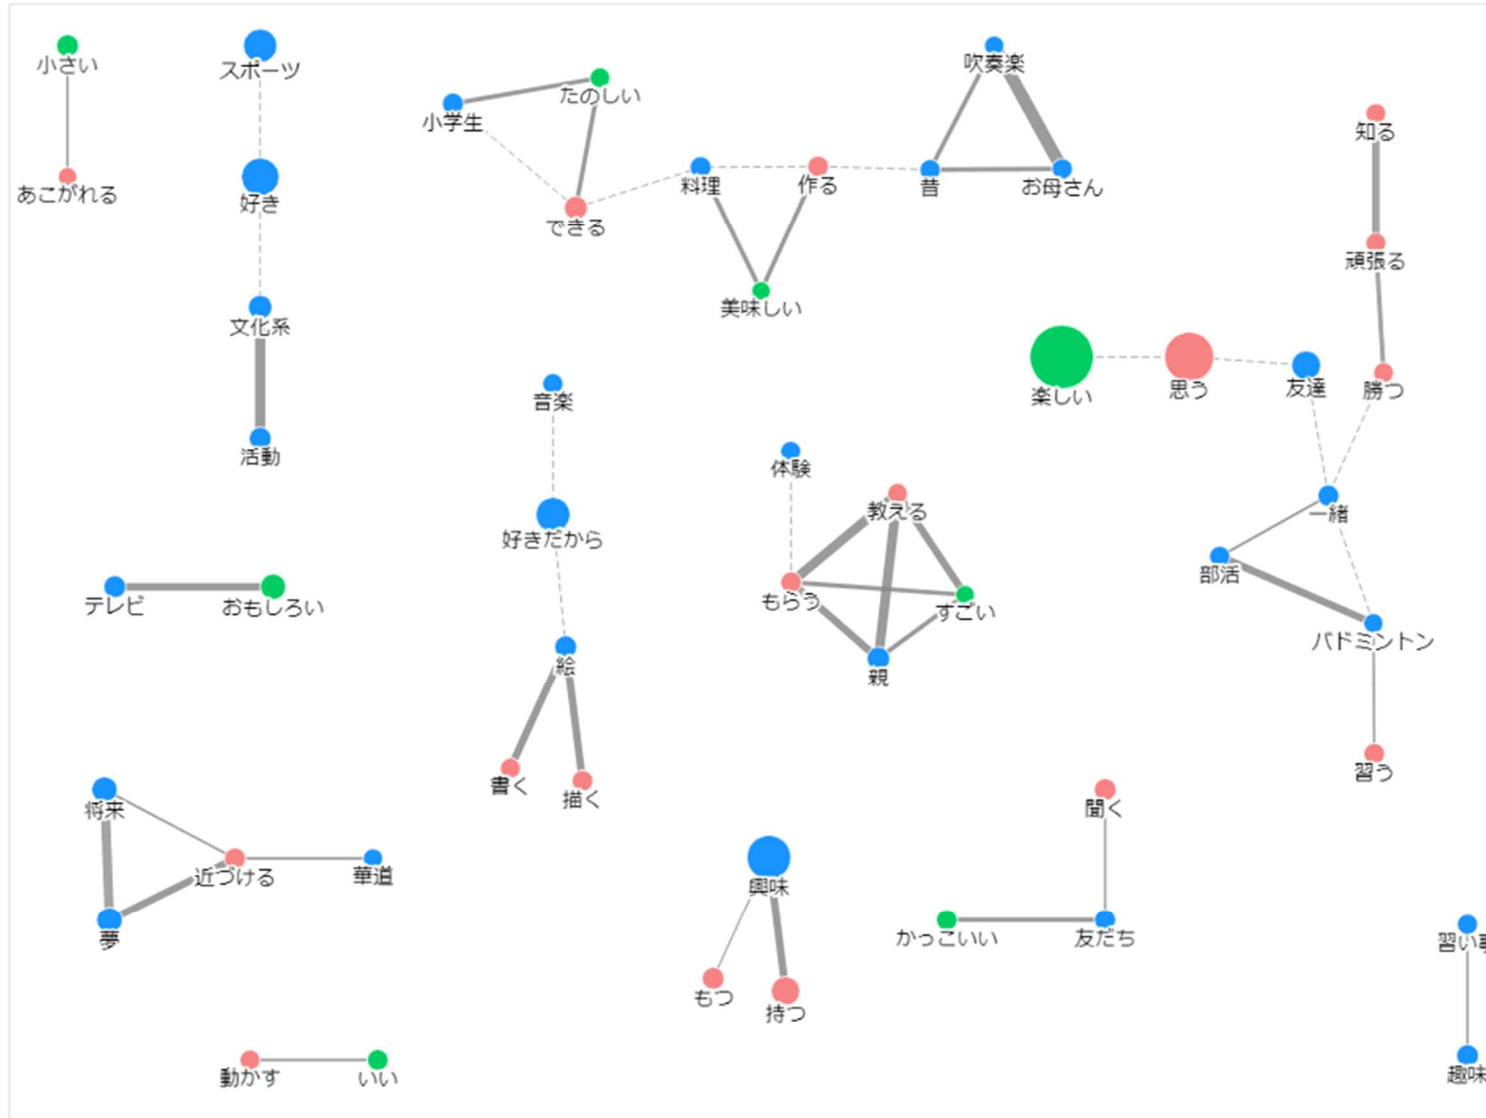 小さい
スポーツ
吹奏楽
たのしい
小学生
知る
あこがれる
好き
料理
作る
昔
お母さん
できる
頑張る
美味しい
文化系
楽しい
思う
友達
勝つ
音楽
活動
体験
教える
一緒
好きだから
部活
テレビ
おもしろい
もらう
すごい
バドミントン
絵
親
書く
描く
習う
将来
聞く
近づける
華道
興味
夢
かっこいい
友だち
習い事
もつ
持つ
動かす
いい
趣味